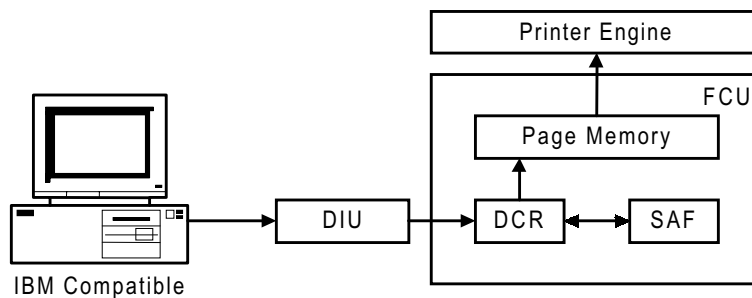 Printer Engine
FCU
Page Memory
DIU
DCR
SAF
IBM Compatible